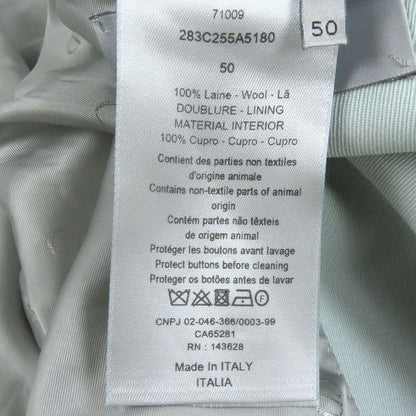 71009
283C255A5180
50
50
100% Laine - Wool - Lã
DOUBLURE - LINING
MATERIAL INTERIOR
100% Cupro - Cupro - Cupro
Contient des parties non textiles
d'origine animale
Contains non-textile parts of animal
origin
Contém partes não têxteis
de origem animal
Protéger les boutons avant lavage
Protect buttons before cleaning
Proteger os botões antes de lavar
CNPJ 02-046-366/0003-99
CA65281
RN : 143628
Made In ITALY
ITALIA